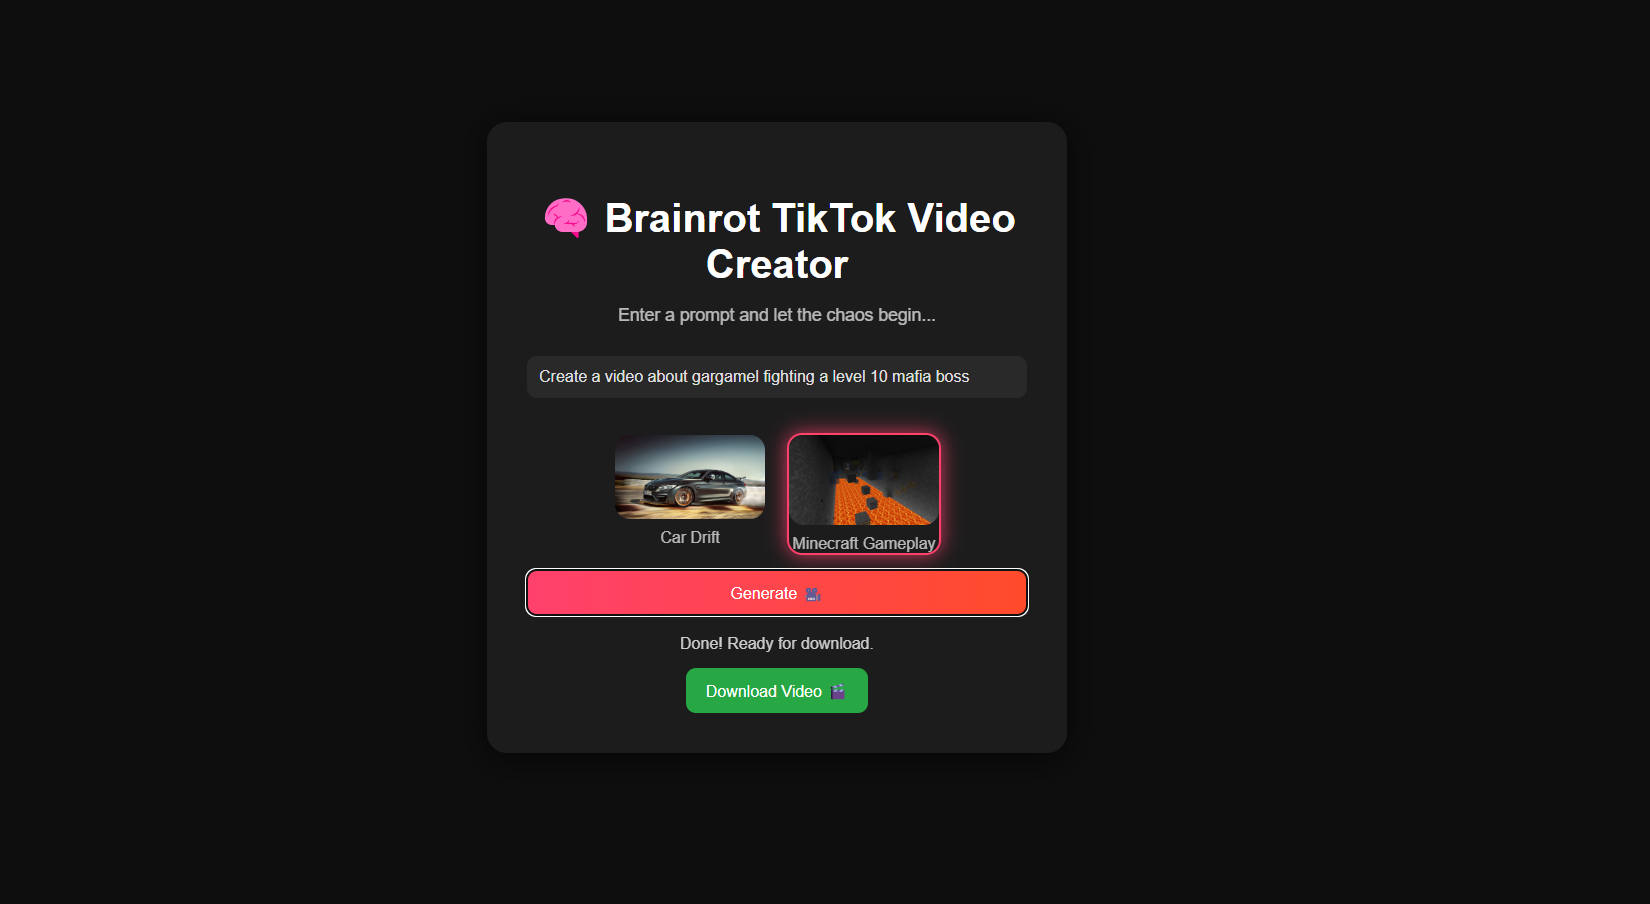 🧠 Brainrot TikTok Video
Creator
Enter a prompt and let the chaos begin...
Create a video about gargamel fighting a level 10 mafia boss
Car Drift
Minecraft Gameplay
Generate 🎥
Done! Ready for download.
Download Video 🎬